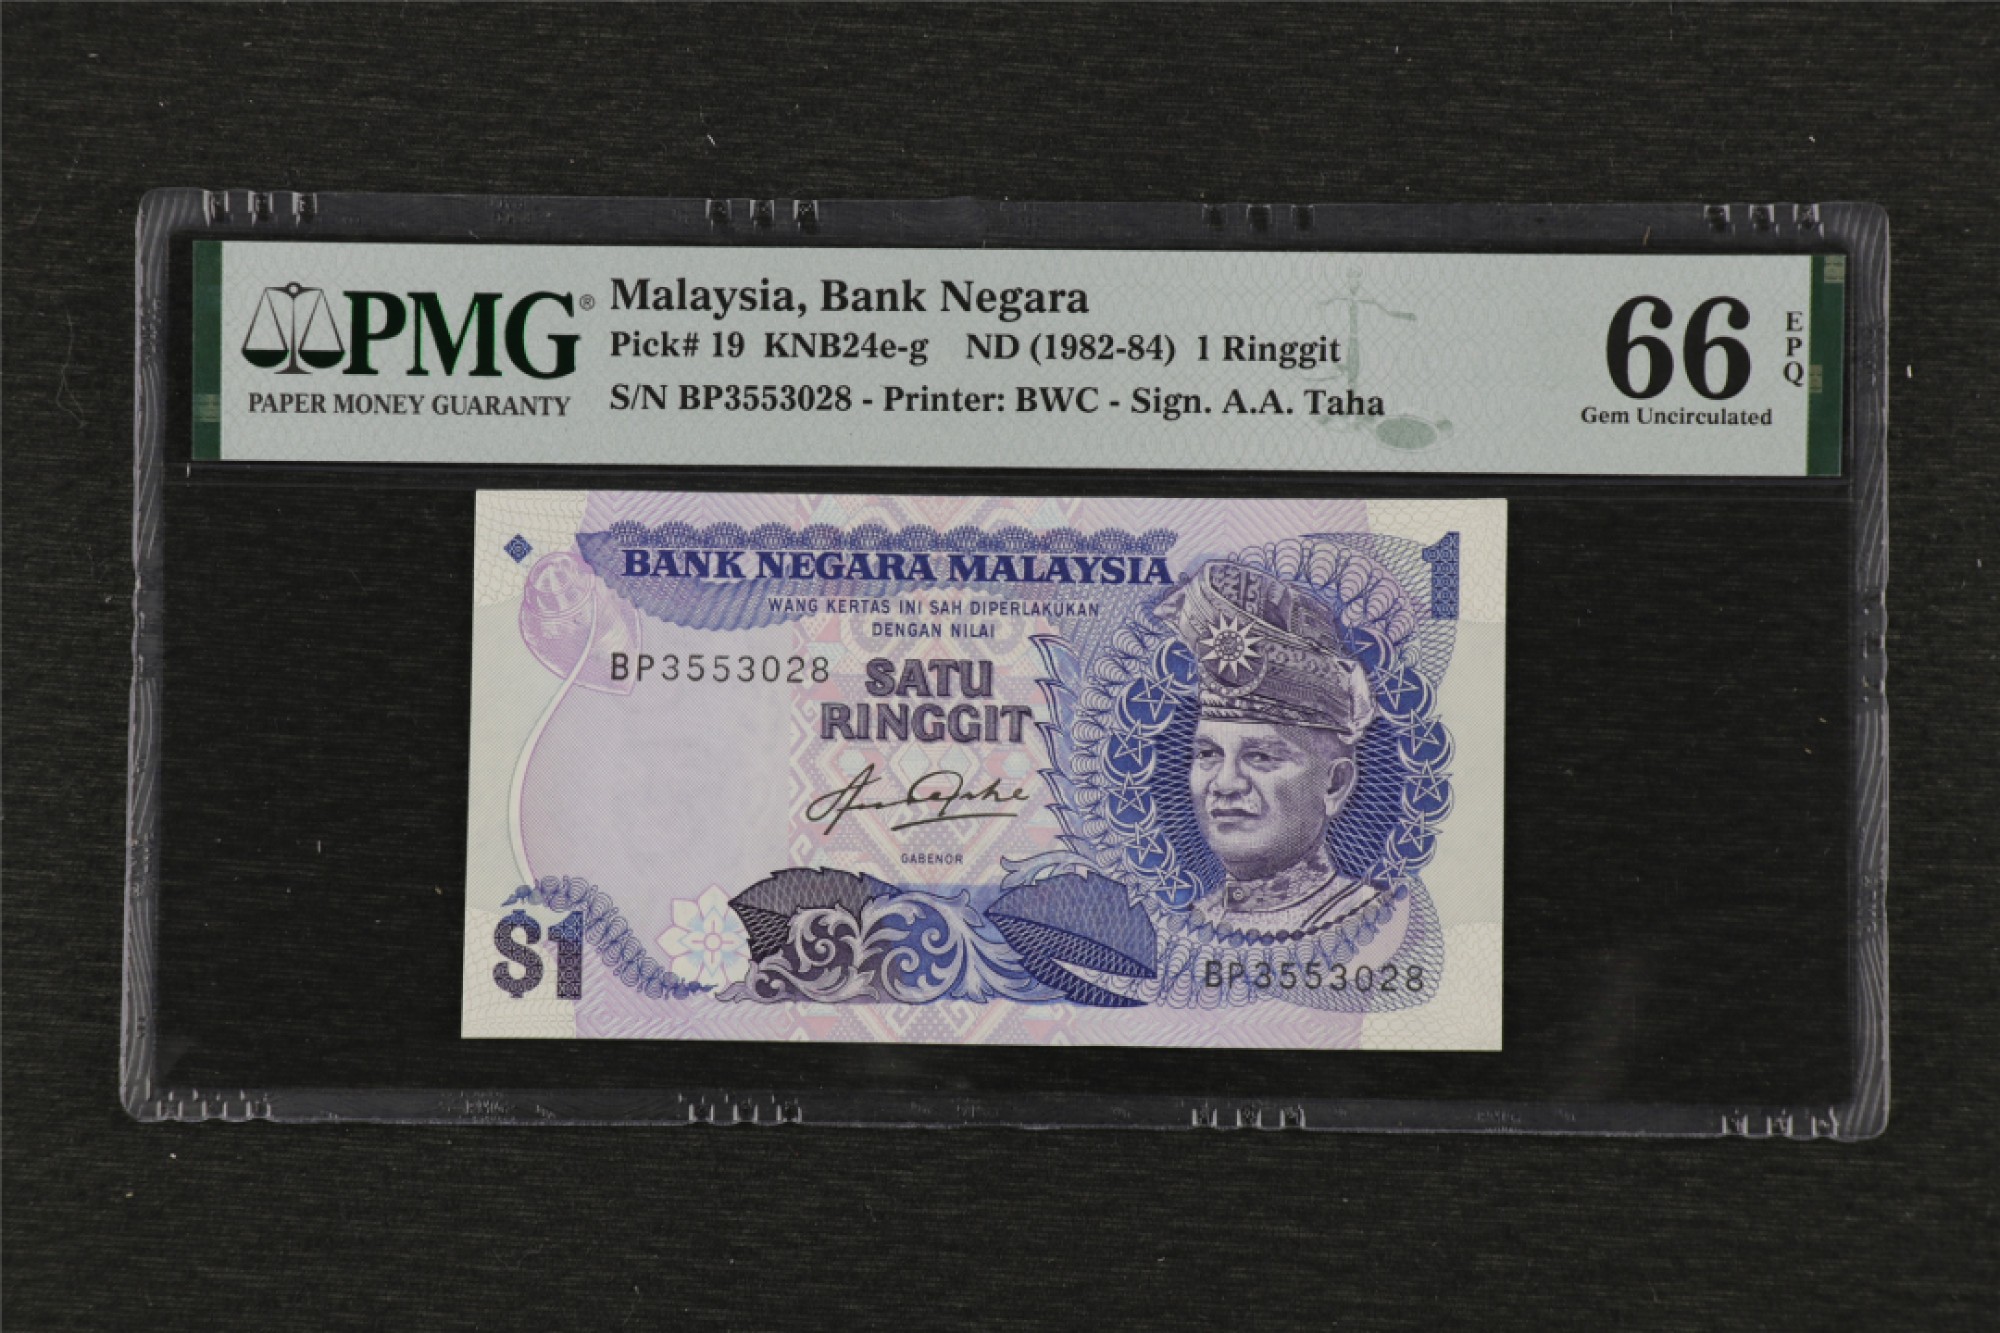 PMG®
PAPER MONEY GUARANTY
Malaysia, Bank Negara
Pick# 19 KNB24e-g ND (1982-84) 1 Ringgit
S/N BP3553028 - Printer: BWC - Sign. A.A. Taha
66
EPQ
Gem Uncirculated
BANK NEGARA MALAYSIA
1
WANG KERTAS INI SAH DIPERLAKUKAN
DENGAN NILAI
BP3553028
SATU
RINGGIT
GABENOR
$1
BP3553028